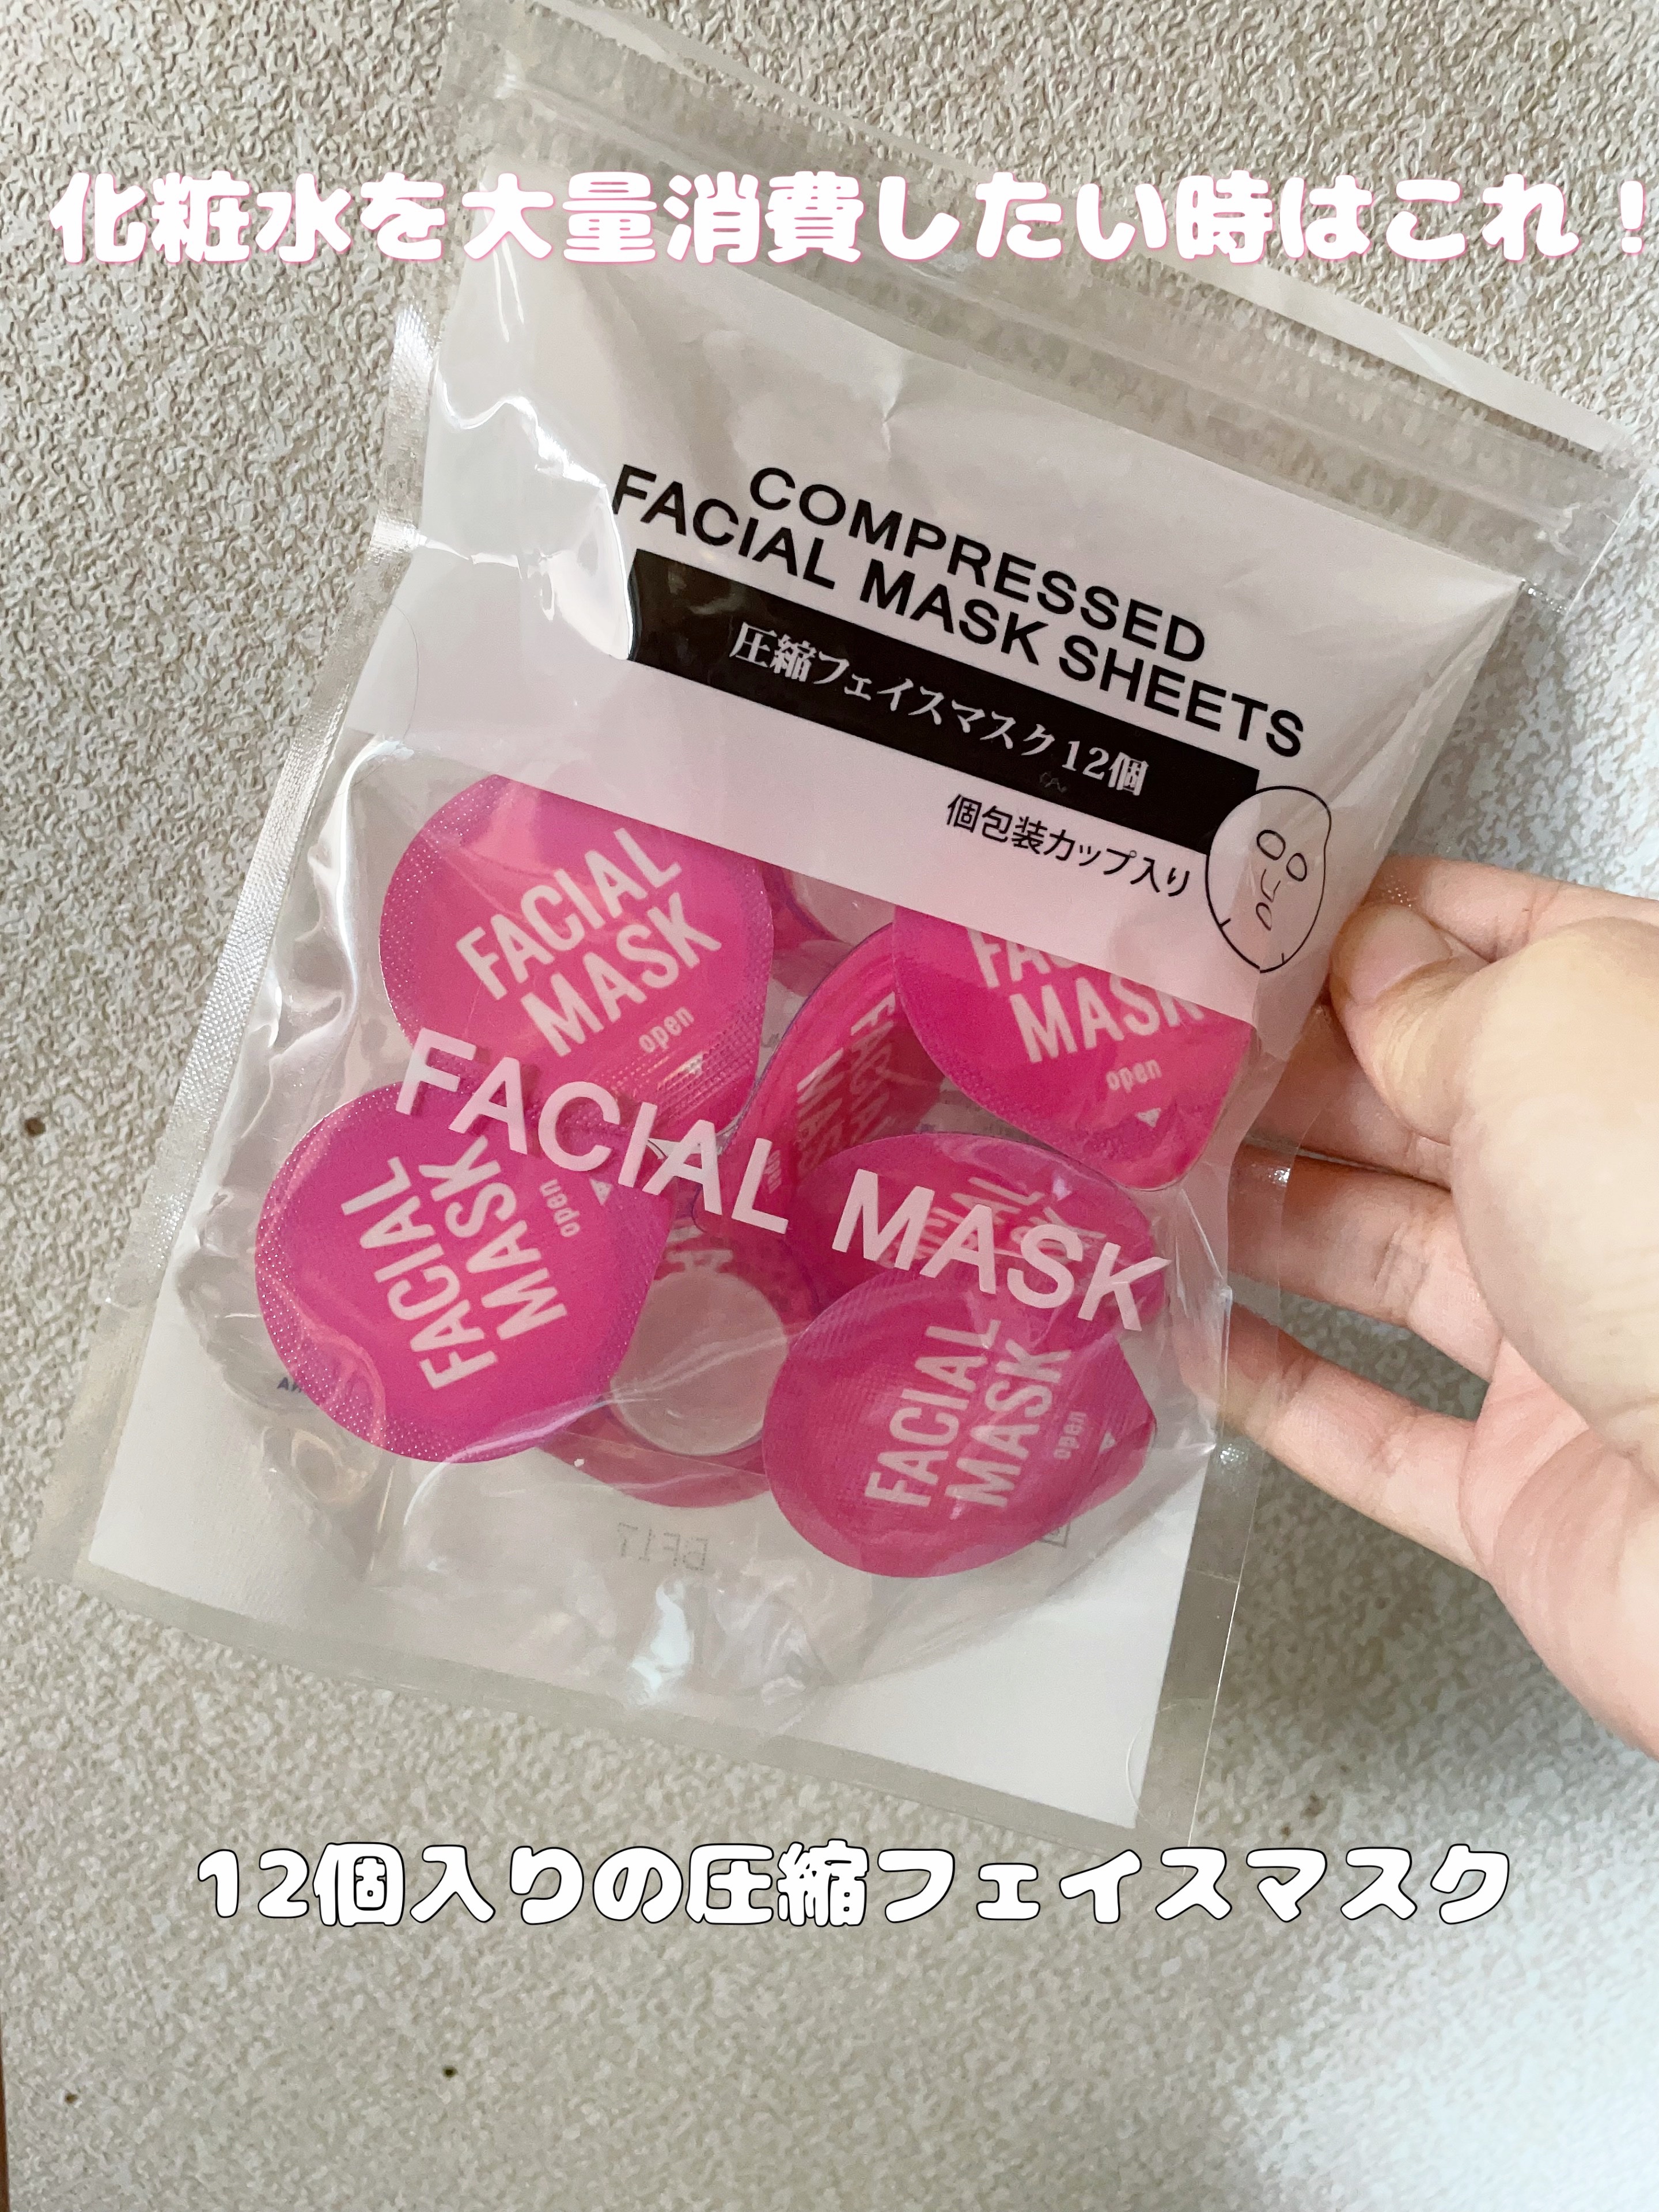 化粧水を大量消費したい時はこれ！
COMPRESSED
FACIAL MASK SHEETS
圧縮フェイスマスク12個
個包装カップ入り
FACIAL
MASK
open
MASK
open
FACIAL MASK
FACIAL
MASK
open
FACIAL
MASK
open
12個入りの圧縮フェイスマスク